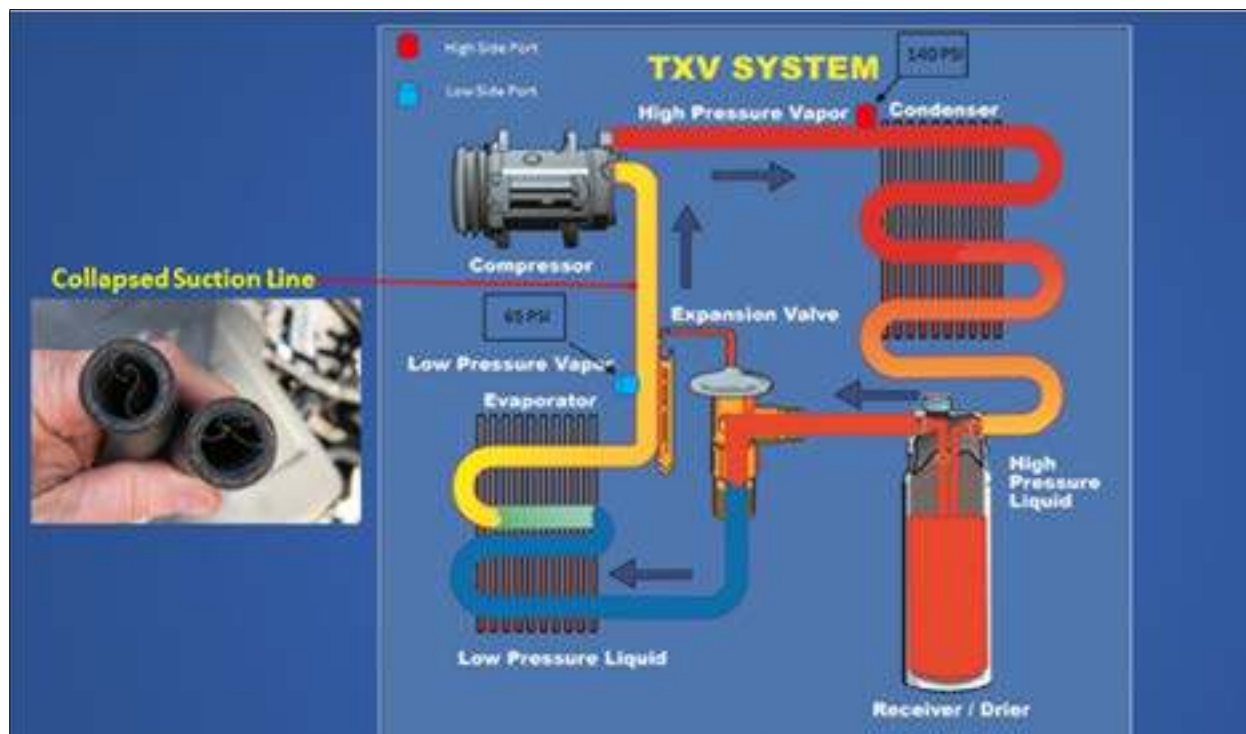 High Side Port
Low Side Port
TXV SYSTEM
140 PSI
High Pressure Vapor
Condenser
Compressor
Collapsed Suction Line
65 PSI
Expansion Valve
Low Pressure Vapor
Evaporator
High
Pressure
Liquid
Low Pressure Liquid
Receiver / Drier